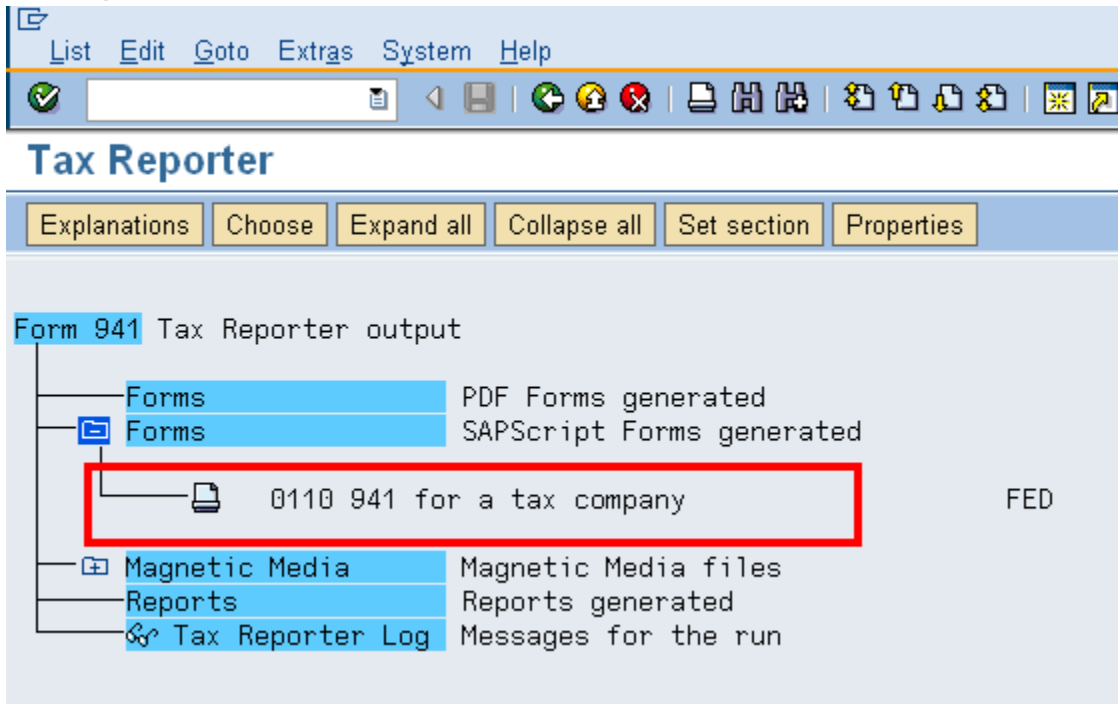 List Edit Goto Extras System Help
Tax Reporter
Explanations Choose Expand all Collapse all Set section Properties
Form 941 Tax Reporter output
Forms PDF Forms generated
Forms SAPScript Forms generated
0110 941 for a tax company FED
Magnetic Media Magnetic Media files
Reports Reports generated
Tax Reporter Log Messages for the run